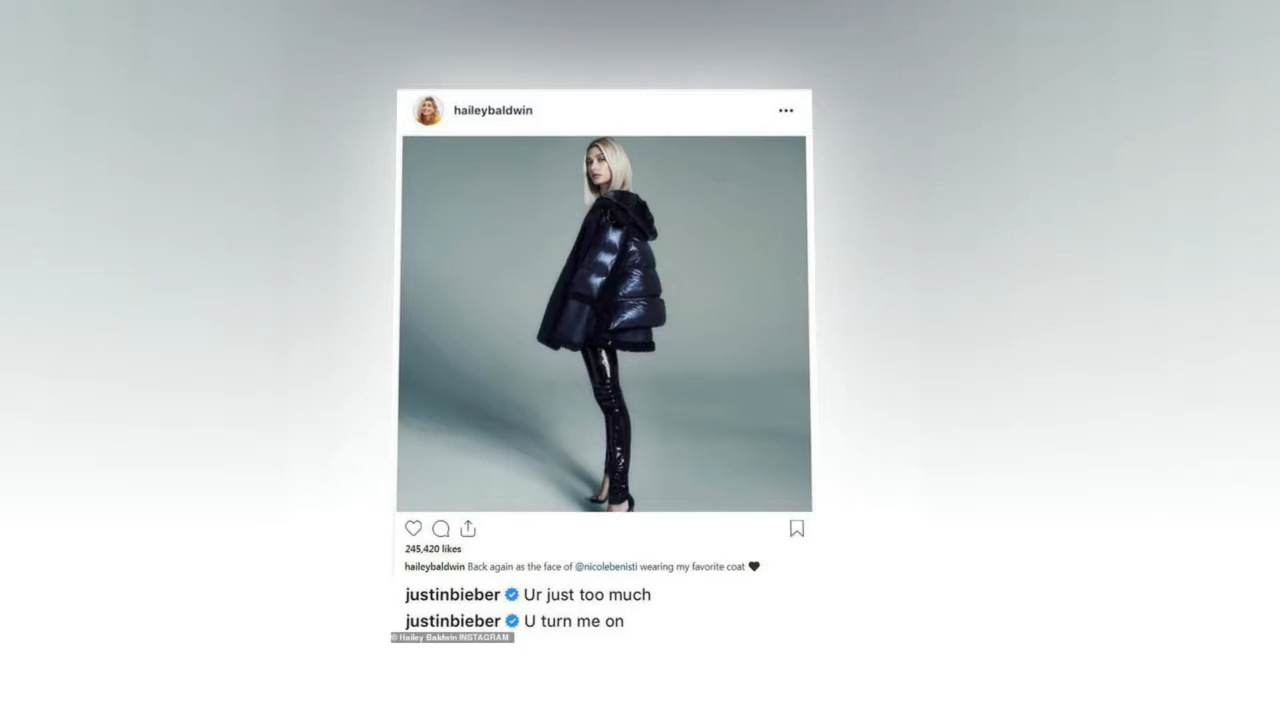 haileybaldwin
245,420 likes
haileybaldwin Back again as the face of @nicolebenisti wearing my favorite coat 🖤
justinbieber Ur just too much
justinbieber U turn me on
© Hailey Baldwin INSTAGRAM